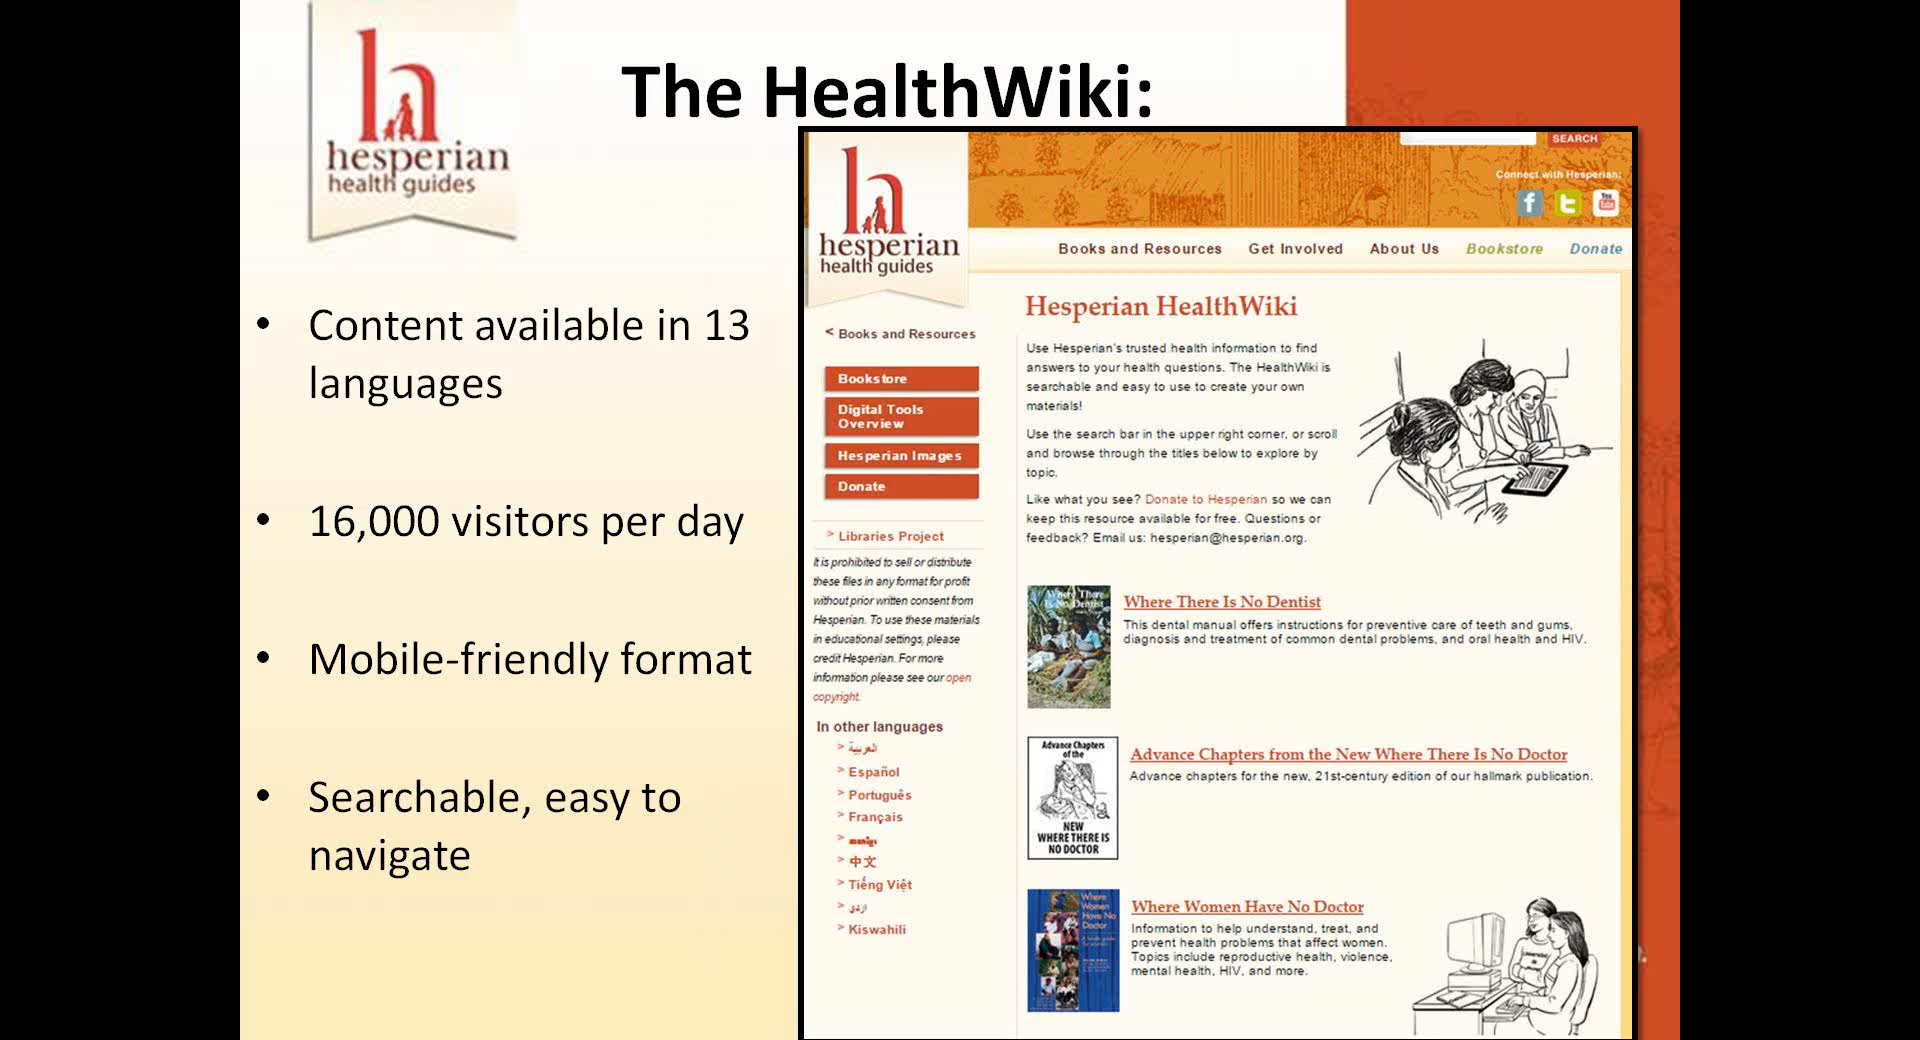 hesperian
health guides
The HealthWiki:
• Content available in 13
languages
• 16,000 visitors per day
• Mobile-friendly format
• Searchable, easy to
navigate
SEARCH
Connect with Hesperian:
hesperian
health guides
Books and Resources Get Involved About Us Bookstore Donate
< Books and Resources
Bookstore
Digital Tools
Overview
Hesperian Images
Donate
> Libraries Project
It is prohibited to sell or distribute
these files in any format for profit
without prior written consent from
Hesperian. To use these materials
in educational settings, please
credit Hesperian. For more
information please see our open
copyright.
In other languages
> العربية
> Español
> Português
> Français
> 中文
> Tiếng Việt
> اردو
> Kiswahili
Hesperian HealthWiki
Use Hesperian's trusted health information to find
answers to your health questions. The HealthWiki is
searchable and easy to use to create your own
materials!
Use the search bar in the upper right corner, or scroll
and browse through the titles below to explore by
topic.
Like what you see? Donate to Hesperian so we can
keep this resource available for free. Questions or
feedback? Email us: hesperian@hesperian.org.
Where There
Is No Dentist
Where There Is No Dentist
This dental manual offers instructions for preventive care of teeth and gums,
diagnosis and treatment of common dental problems, and oral health and HIV.
Advance Chapters
of the
NEW
WHERE THERE IS
NO DOCTOR
Advance Chapters from the New Where There Is No Doctor
Advance chapters for the new, 21st-century edition of our hallmark publication.
Where
Women
Have No
Doctor
Where Women Have No Doctor
Information to help understand, treat, and
prevent health problems that affect women.
Topics include reproductive health, violence,
mental health, HIV, and more.